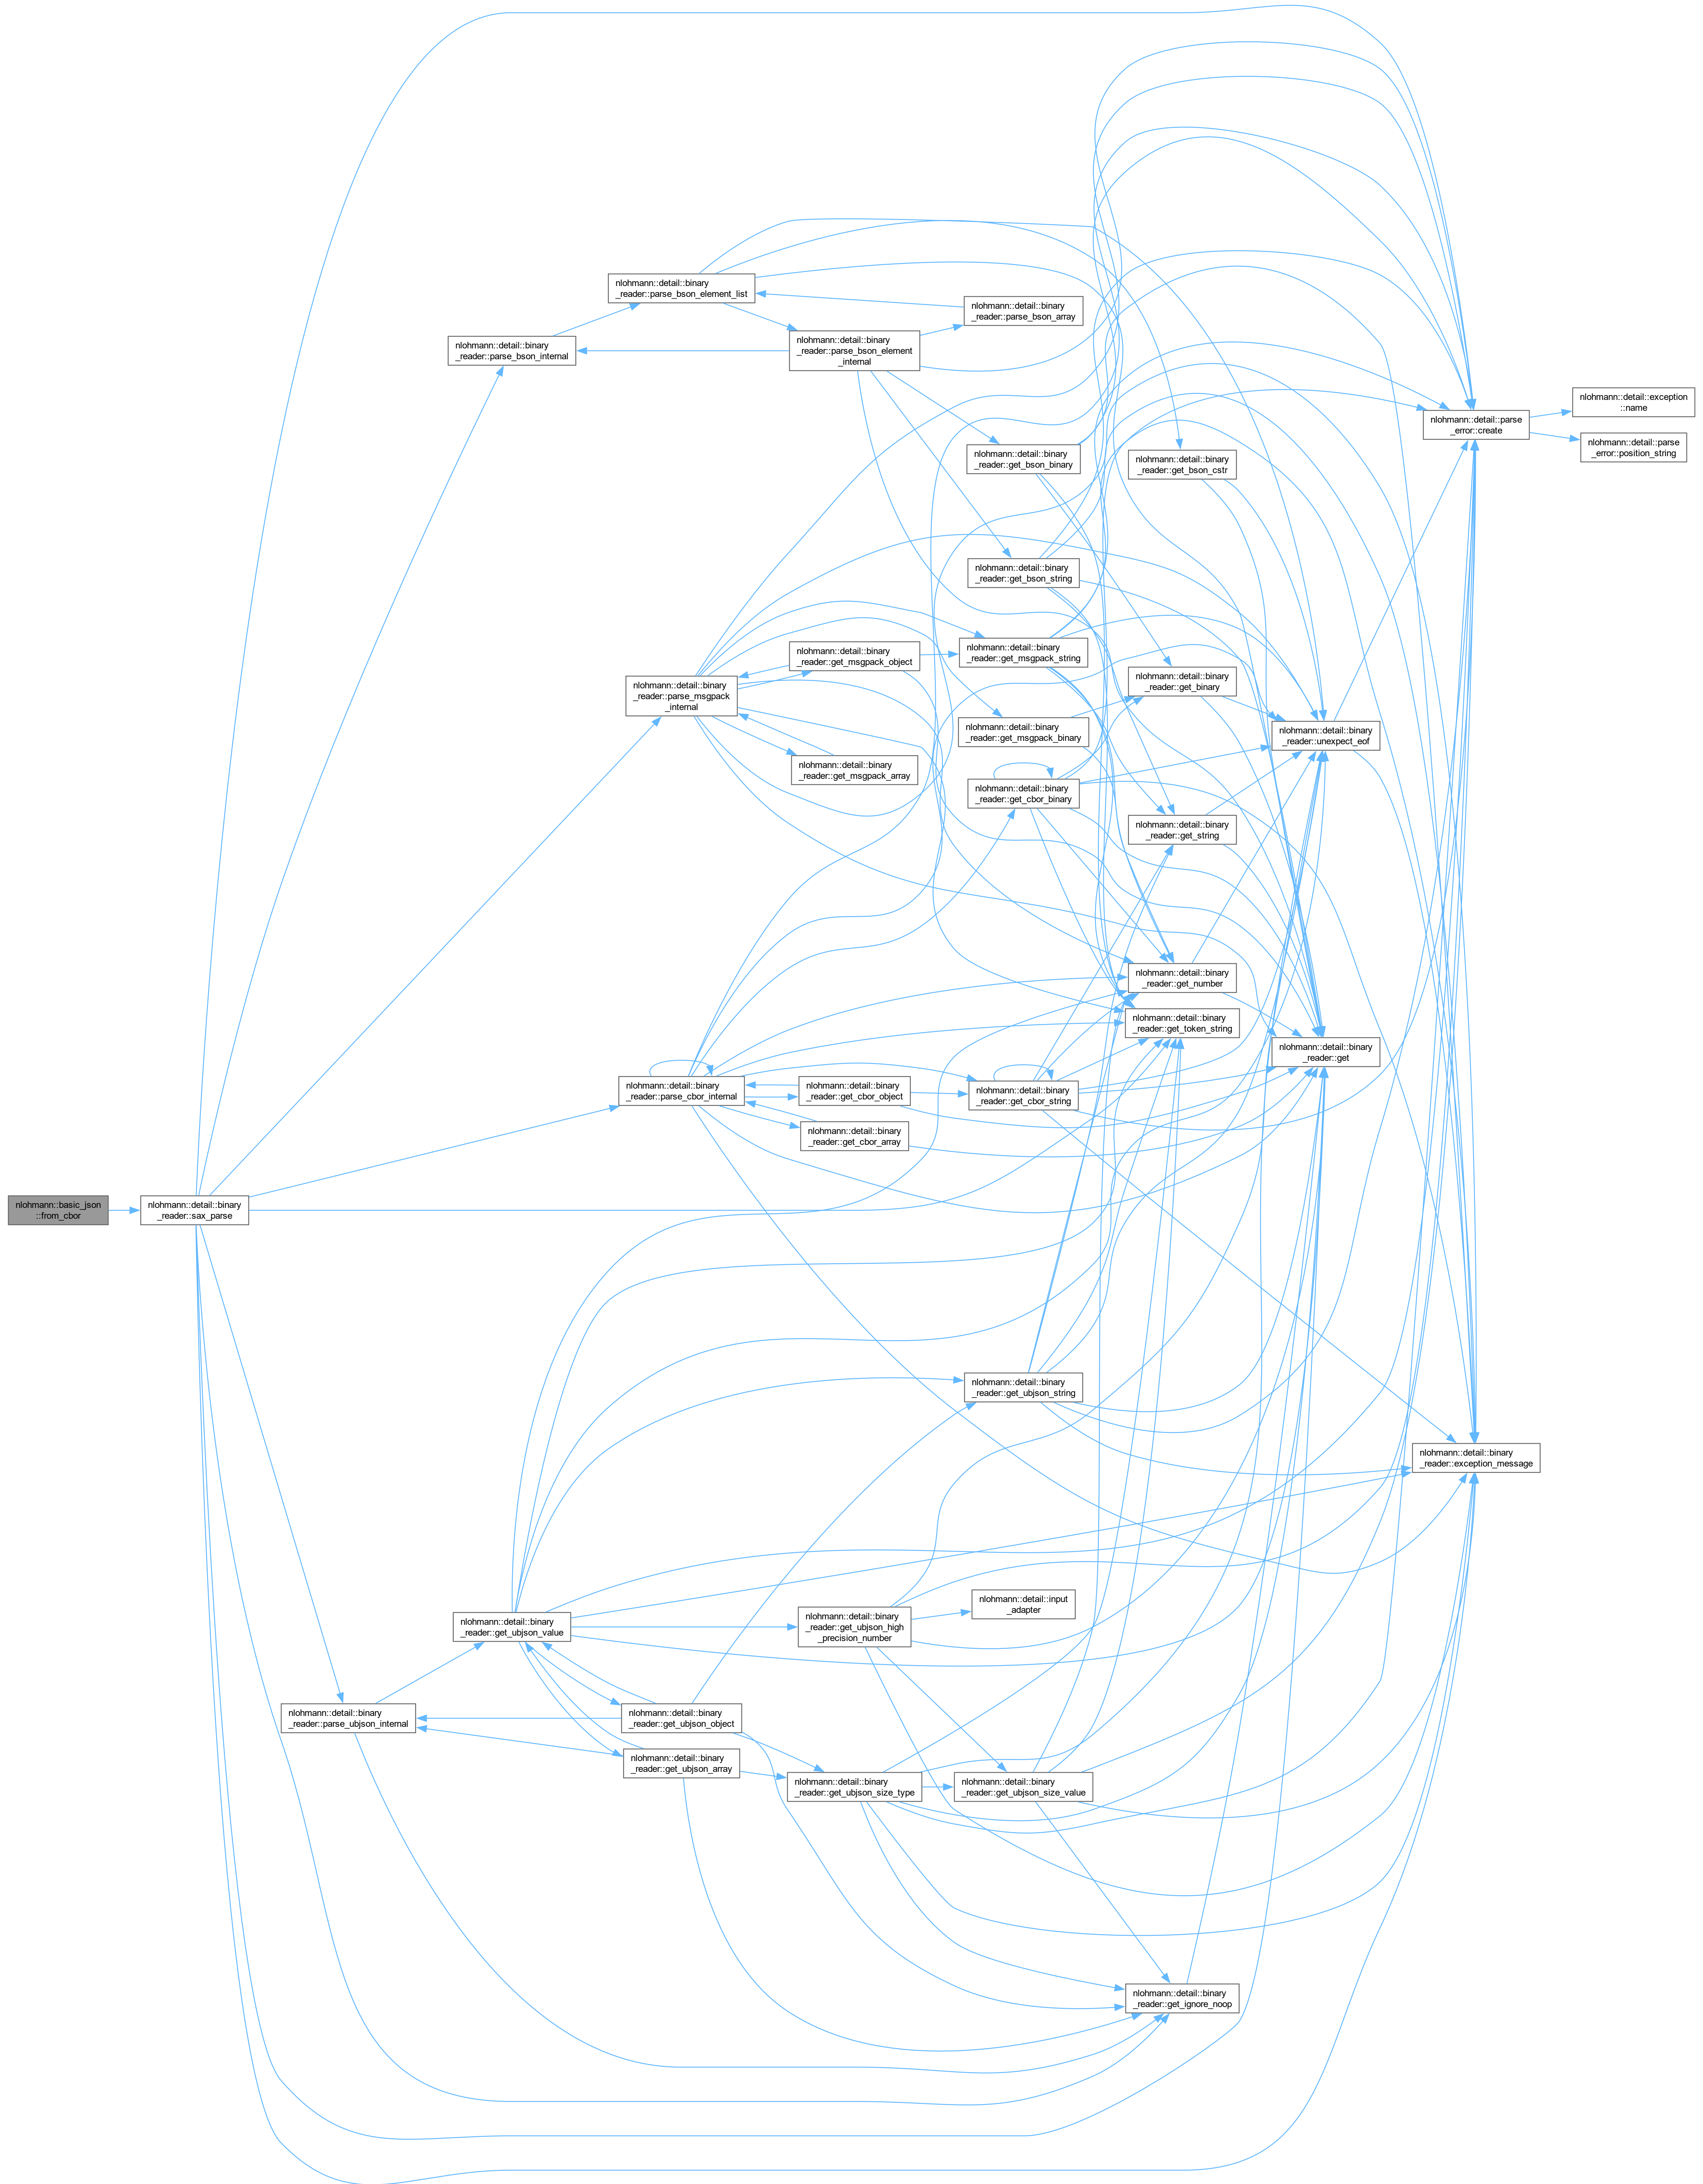 nlohmann::detail::binary
_reader::parse_bson_element_list
nlohmann::detail::binary
_reader::parse_bson_array
nlohmann::detail::binary
_reader::parse_bson_internal
nlohmann::detail::binary
_reader::parse_bson_element
_internal
nlohmann::detail::exception
::name
nlohmann::detail::parse
_error::create
nlohmann::detail::parse
_error::position_string
nlohmann::detail::binary
_reader::get_bson_binary
nlohmann::detail::binary
_reader::get_bson_cstr
nlohmann::detail::binary
_reader::get_bson_string
nlohmann::detail::binary
_reader::get_msgpack_object
nlohmann::detail::binary
_reader::get_msgpack_string
nlohmann::detail::binary
_reader::parse_msgpack
_internal
nlohmann::detail::binary
_reader::get_binary
nlohmann::detail::binary
_reader::get_msgpack_binary
nlohmann::detail::binary
_reader::unexpect_eof
nlohmann::detail::binary
_reader::get_msgpack_array
nlohmann::detail::binary
_reader::get_cbor_binary
nlohmann::detail::binary
_reader::get_string
nlohmann::detail::binary
_reader::get_number
nlohmann::detail::binary
_reader::get_token_string
nlohmann::detail::binary
_reader::get
nlohmann::detail::binary
_reader::parse_cbor_internal
nlohmann::detail::binary
_reader::get_cbor_object
nlohmann::detail::binary
_reader::get_cbor_string
nlohmann::detail::binary
_reader::get_cbor_array
nlohmann::basic_json
::from_cbor
nlohmann::detail::binary
_reader::sax_parse
nlohmann::detail::binary
_reader::get_ubjson_string
nlohmann::detail::binary
_reader::exception_message
nlohmann::detail::input
_adapter
nlohmann::detail::binary
_reader::get_ubjson_value
nlohmann::detail::binary
_reader::get_ubjson_high
_precision_number
nlohmann::detail::binary
_reader::parse_ubjson_internal
nlohmann::detail::binary
_reader::get_ubjson_object
nlohmann::detail::binary
_reader::get_ubjson_array
nlohmann::detail::binary
_reader::get_ubjson_size_type
nlohmann::detail::binary
_reader::get_ubjson_size_value
nlohmann::detail::binary
_reader::get_ignore_noop